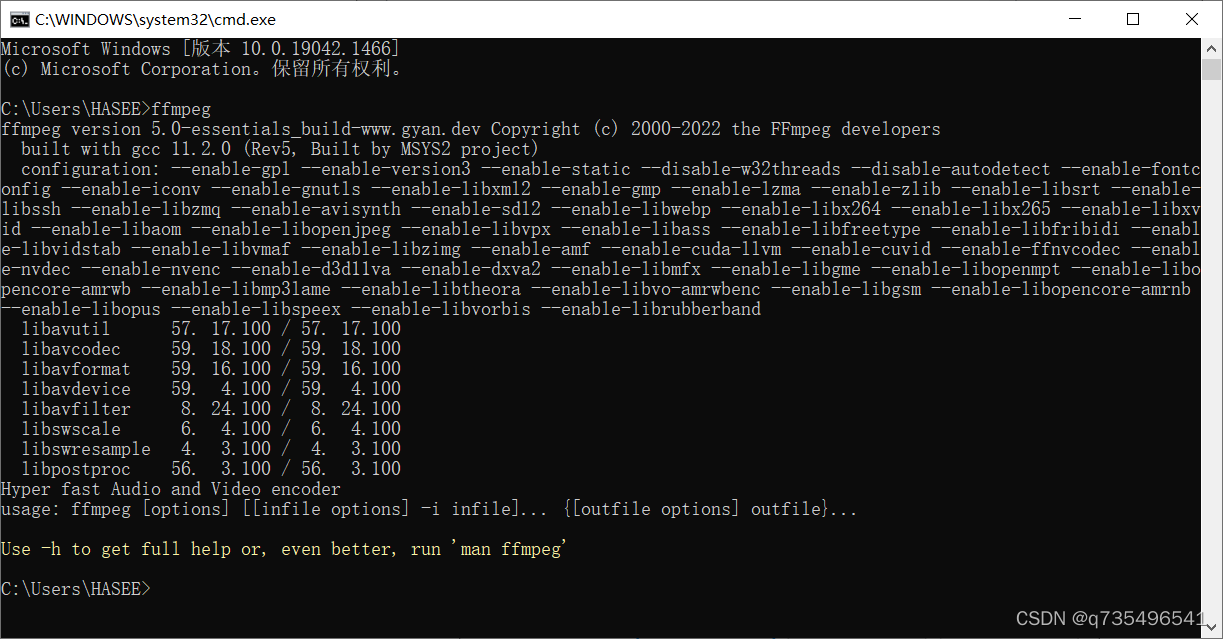 C:\WINDOWS\system32\cmd.exe
Microsoft Windows [版本 10.0.19042.1466]
(c) Microsoft Corporation。保留所有权利。
C:\Users\HASEE>ffmpeg
ffmpeg version 5.0-essentials_build-www.gyan.dev Copyright (c) 2000-2022 the FFmpeg developers
built with gcc 11.2.0 (Rev5, Built by MSYS2 project)
configuration: --enable-gpl --enable-version3 --enable-static --disable-w32threads --disable-autodetect --enable-fontc
onfig --enable-iconv --enable-gnutls --enable-libxml2 --enable-gmp --enable-lzma --enable-zlib --enable-libsrt --enable-
libssh --enable-libzmq --enable-avisynth --enable-sdl2 --enable-libwebp --enable-libx264 --enable-libx265 --enable-libxv
id --enable-libaom --enable-libopenjpeg --enable-libvpx --enable-libass --enable-libfreetype --enable-libfribidi --enabl
e-libvidstab --enable-libvmaf --enable-libzimg --enable-amf --enable-cuda-llvm --enable-cuvid --enable-ffnvcodec --enabl
e-nvdec --enable-nvenc --enable-d3d11va --enable-dxva2 --enable-libmfx --enable-libgme --enable-libopenmpt --enable-libo
pencore-amrwb --enable-libmp3lame --enable-libtheora --enable-libvo-amrwbenc --enable-libgsm --enable-libopencore-amrnb
--enable-libopus --enable-libspeex --enable-libvorbis --enable-librubberband
libavutil 57. 17.100 / 57. 17.100
libavcodec 59. 18.100 / 59. 18.100
libavformat 59. 16.100 / 59. 16.100
libavdevice 59. 4.100 / 59. 4.100
libavfilter 8. 24.100 / 8. 24.100
libswscale 6. 4.100 / 6. 4.100
libswresample 4. 3.100 / 4. 3.100
libpostproc 56. 3.100 / 56. 3.100
Hyper fast Audio and Video encoder
usage: ffmpeg [options] [[infile options] -i infile]... {[outfile options] outfile}...
Use -h to get full help or, even better, run 'man ffmpeg'
C:\Users\HASEE>
CSDN @q735496541